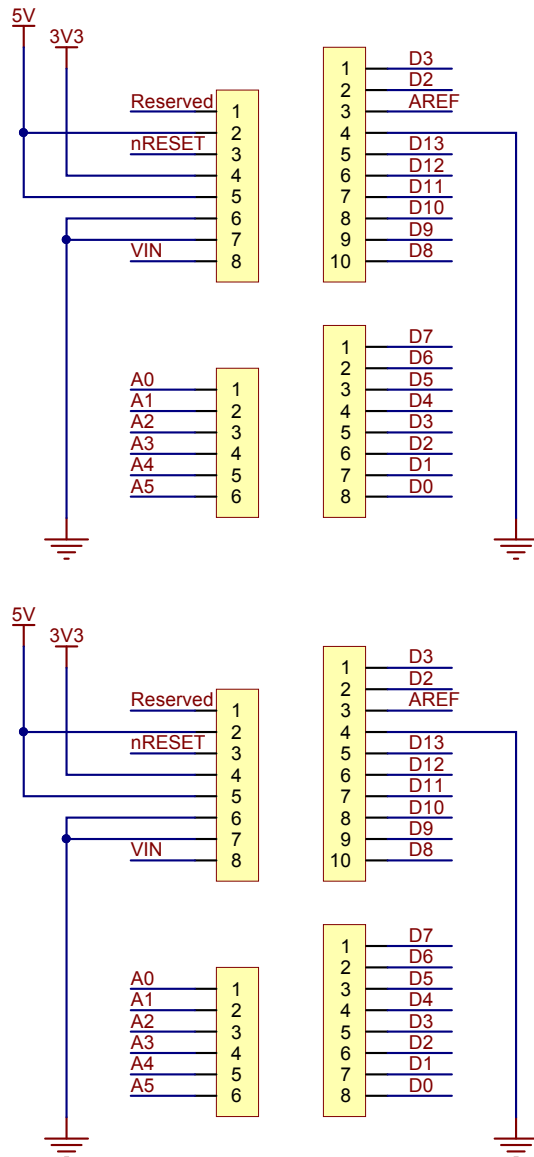 5V
3V3
Reserved 1
2
nRESET 3
4
5
6
7
VIN 8
1 D3
2 D2
3 AREF
4
5 D13
6 D12
7 D11
8 D10
9 D9
10 D8
A0 1
A1 2
A2 3
A3 4
A4 5
A5 6
1 D7
2 D6
3 D5
4 D4
5 D3
6 D2
7 D1
8 D0
5V
3V3
Reserved 1
2
nRESET 3
4
5
6
7
VIN 8
1 D3
2 D2
3 AREF
4
5 D13
6 D12
7 D11
8 D10
9 D9
10 D8
A0 1
A1 2
A2 3
A3 4
A4 5
A5 6
1 D7
2 D6
3 D5
4 D4
5 D3
6 D2
7 D1
8 D0